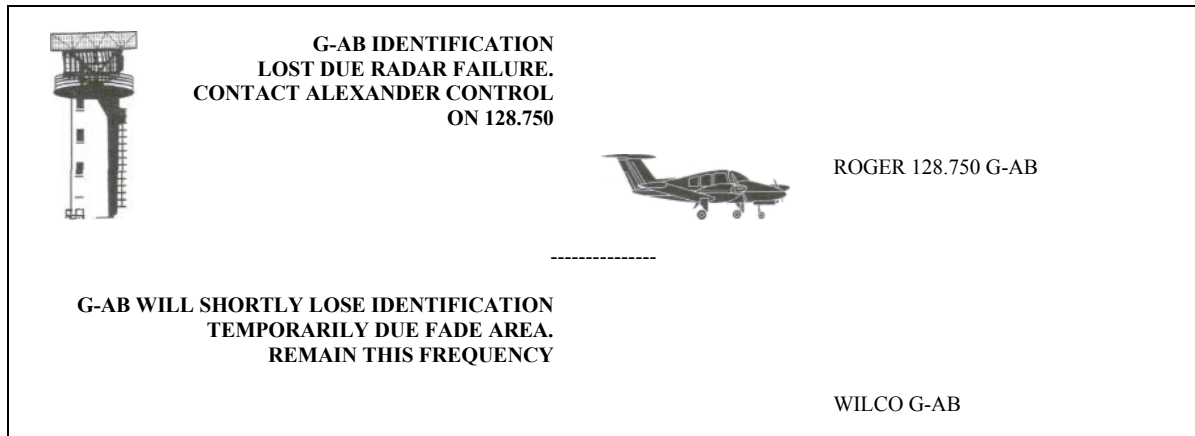 G-AB IDENTIFICATION
LOST DUE RADAR FAILURE.
CONTACT ALEXANDER CONTROL
ON 128.750
ROGER 128.750 G-AB
---------------
G-AB WILL SHORTLY LOSE IDENTIFICATION
TEMPORARILY DUE FADE AREA.
REMAIN THIS FREQUENCY
WILCO G-AB